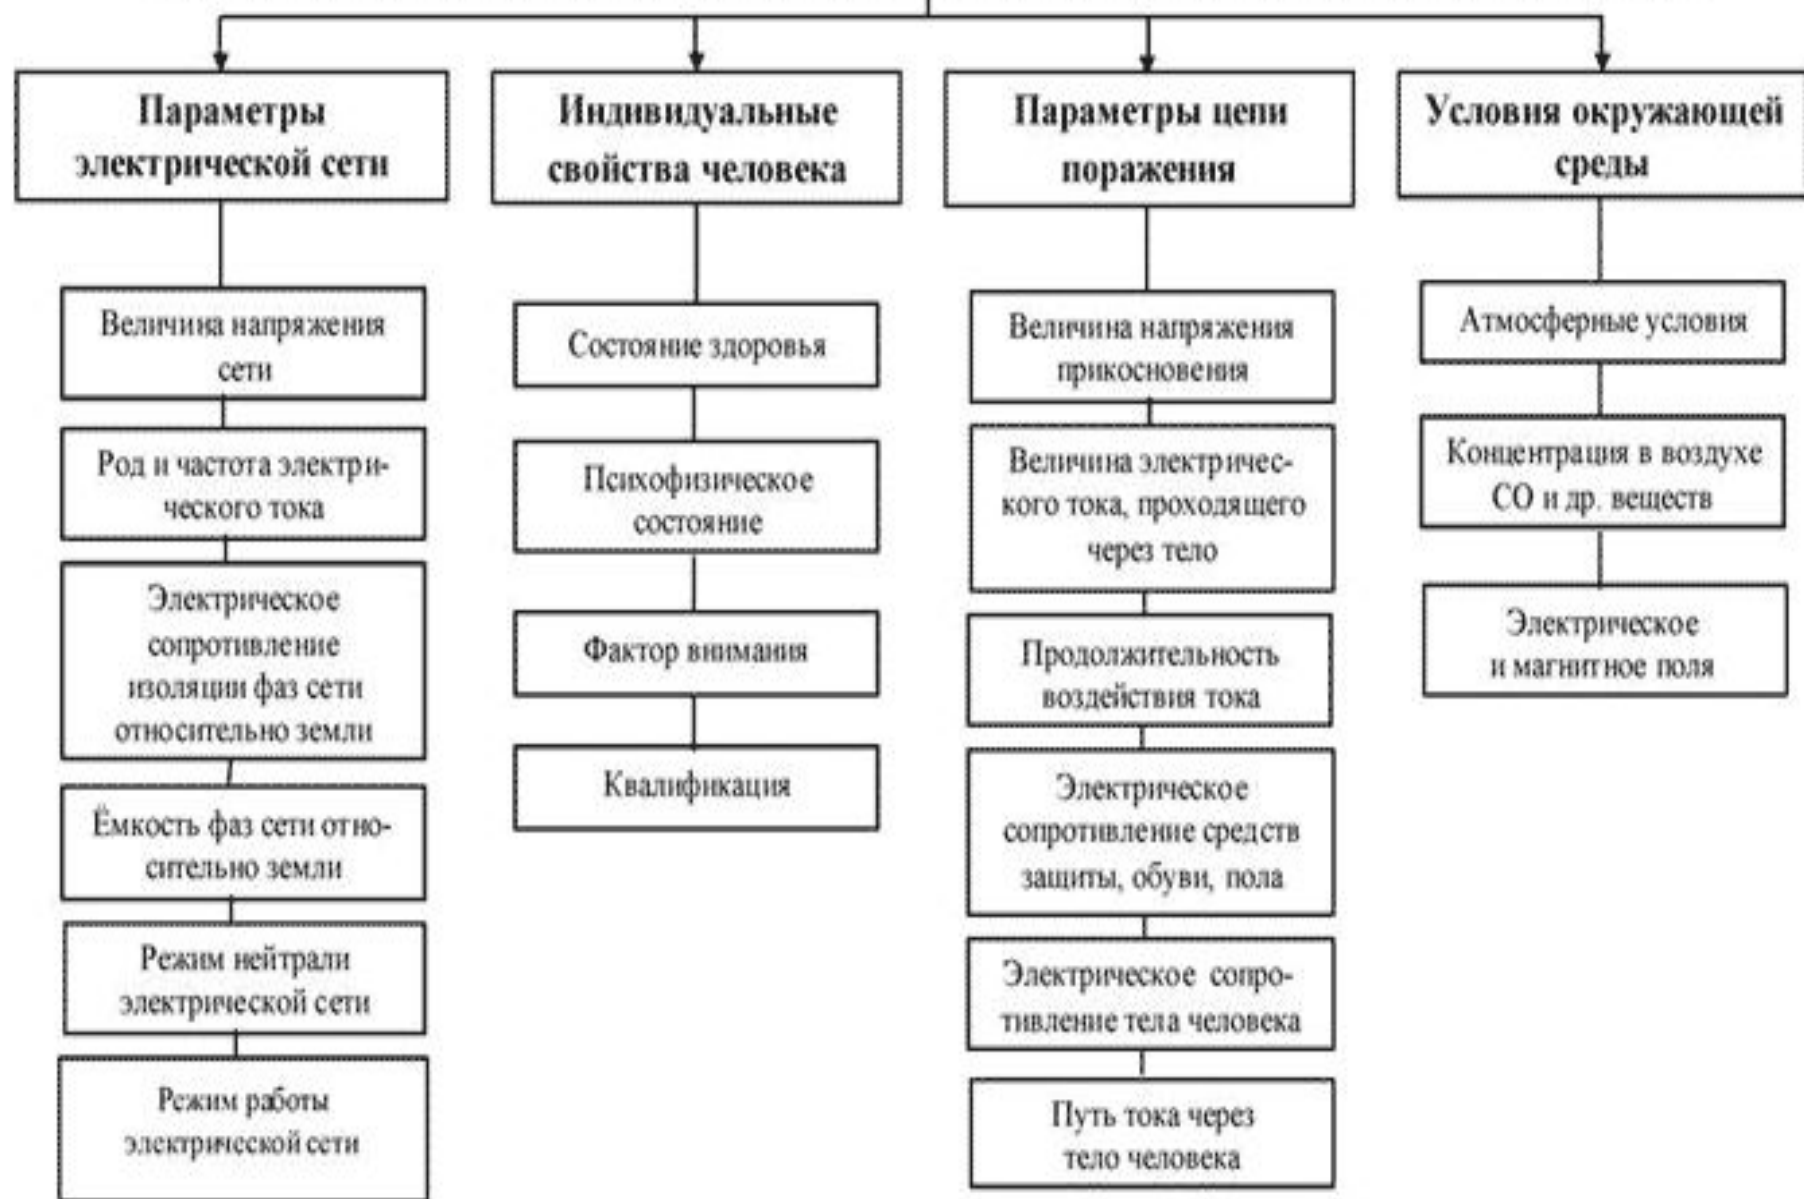 Параметры
электрической сети
Величина напряжения
сети
Род и частота электри-
ческого тока
Электрическое
сопротивление
изоляции фаз сети
относительно земли
Ёмкость фаз сети отно-
сительно земли
Режим нейтрали
электрической сети
Режим работы
электрической сети
Индивидуальные
свойства человека
Состояние здоровья
Психофизическое
состояние
Фактор внимания
Квалификация
Параметры цепи
поражения
Величина напряжения
прикосновения
Величина электричес-
кого тока, проходящего
через тело
Продолжительность
воздействия тока
Электрическое
сопротивление средств
защиты, обуви, пола
Электрическое сопро-
тивление тела человека
Путь тока через
тело человека
Условия окружающей
среды
Атмосферные условия
Концентрация в воздухе
СО и др. веществ
Электрическое
и магнитное поля